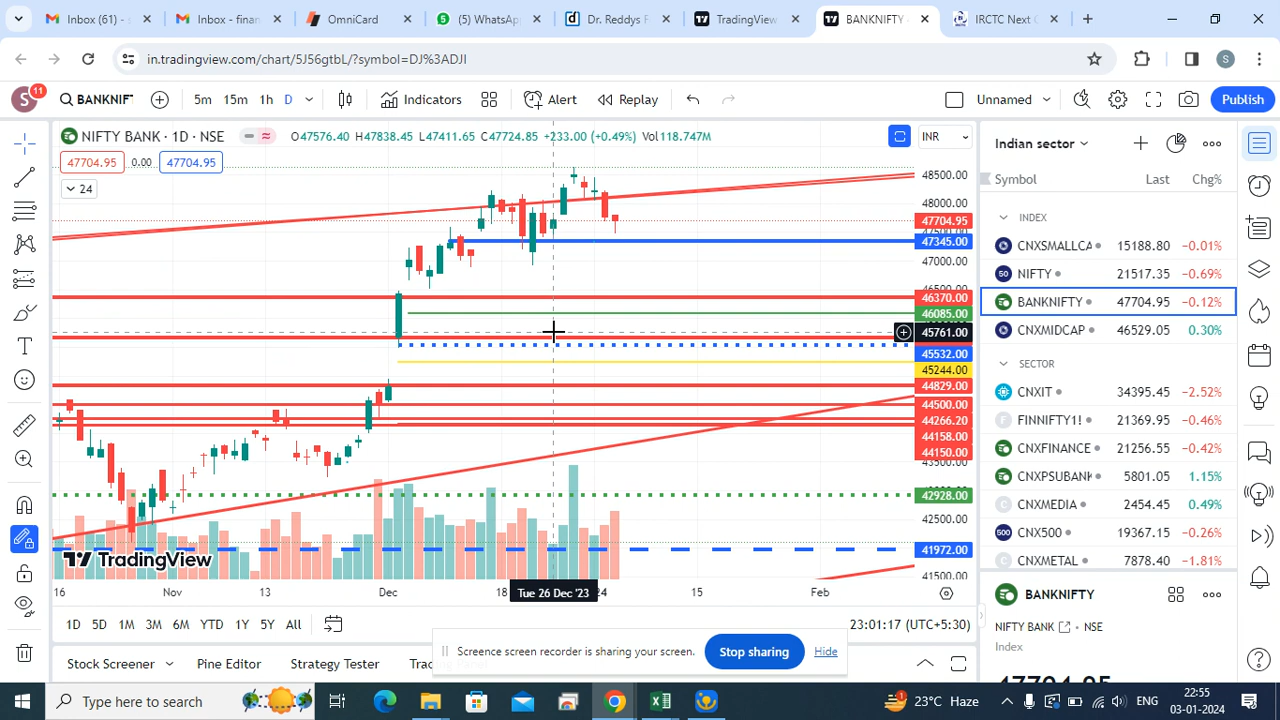 Inbox (61) -
Inbox - finan
OmniCard
(5) WhatsApp
Dr. Reddys F
TradingView
BANKNIFTY
IRCTC Next C
in.tradingview.com/chart/5J56gtbL/?symbol=DJ%3ADJI
S
S
11
BANKNIF
5m
15m
1h
D
Indicators
Alert
Replay
Unnamed
Publish
NIFTY BANK · 1D · NSE
O47576.40 H47838.45 L47411.65 C47724.85 +233.00 (+0.49%) Vol118.747M
INR
47704.95
0.00
47704.95
24
48500.00
48000.00
47704.95
47345.00
47000.00
46370.00
46085.00
45761.00
45532.00
45244.00
44829.00
44500.00
44266.20
44158.00
44150.00
43500.00
42928.00
42500.00
41972.00
41500.00
TradingView
16
Nov
13
Dec
18
Tue 26 Dec '23
24
15
Feb
1D
5D
1M
3M
6M
YTD
1Y
5Y
All
23:01:17 (UTC+5:30)
Stock Screener
Pine Editor
Strategy Tester
Screence screen recorder is sharing your screen.
Stop sharing
Hide
Indian sector
Symbol
Last
Chg%
INDEX
CNXSMALLCA 15188.80 −0.01%
NIFTY 21517.35 −0.69%
BANKNIFTY 47704.95 −0.12%
CNXMIDCAP 46529.05 0.30%
SECTOR
CNXIT 34395.45 −2.52%
FINNIFTY1! 21369.95 −0.46%
CNXFINANCE 21256.55 −0.42%
CNXPSUBANK 5801.05 1.15%
CNXMEDIA 2454.45 0.49%
CNX500 19367.15 −0.26%
CNXMETAL 7878.40 −1.81%
BANKNIFTY
NIFTY BANK
NSE
Index
47704.95
Type here to search
23°C Haze
ENG
22:55
03-01-2024